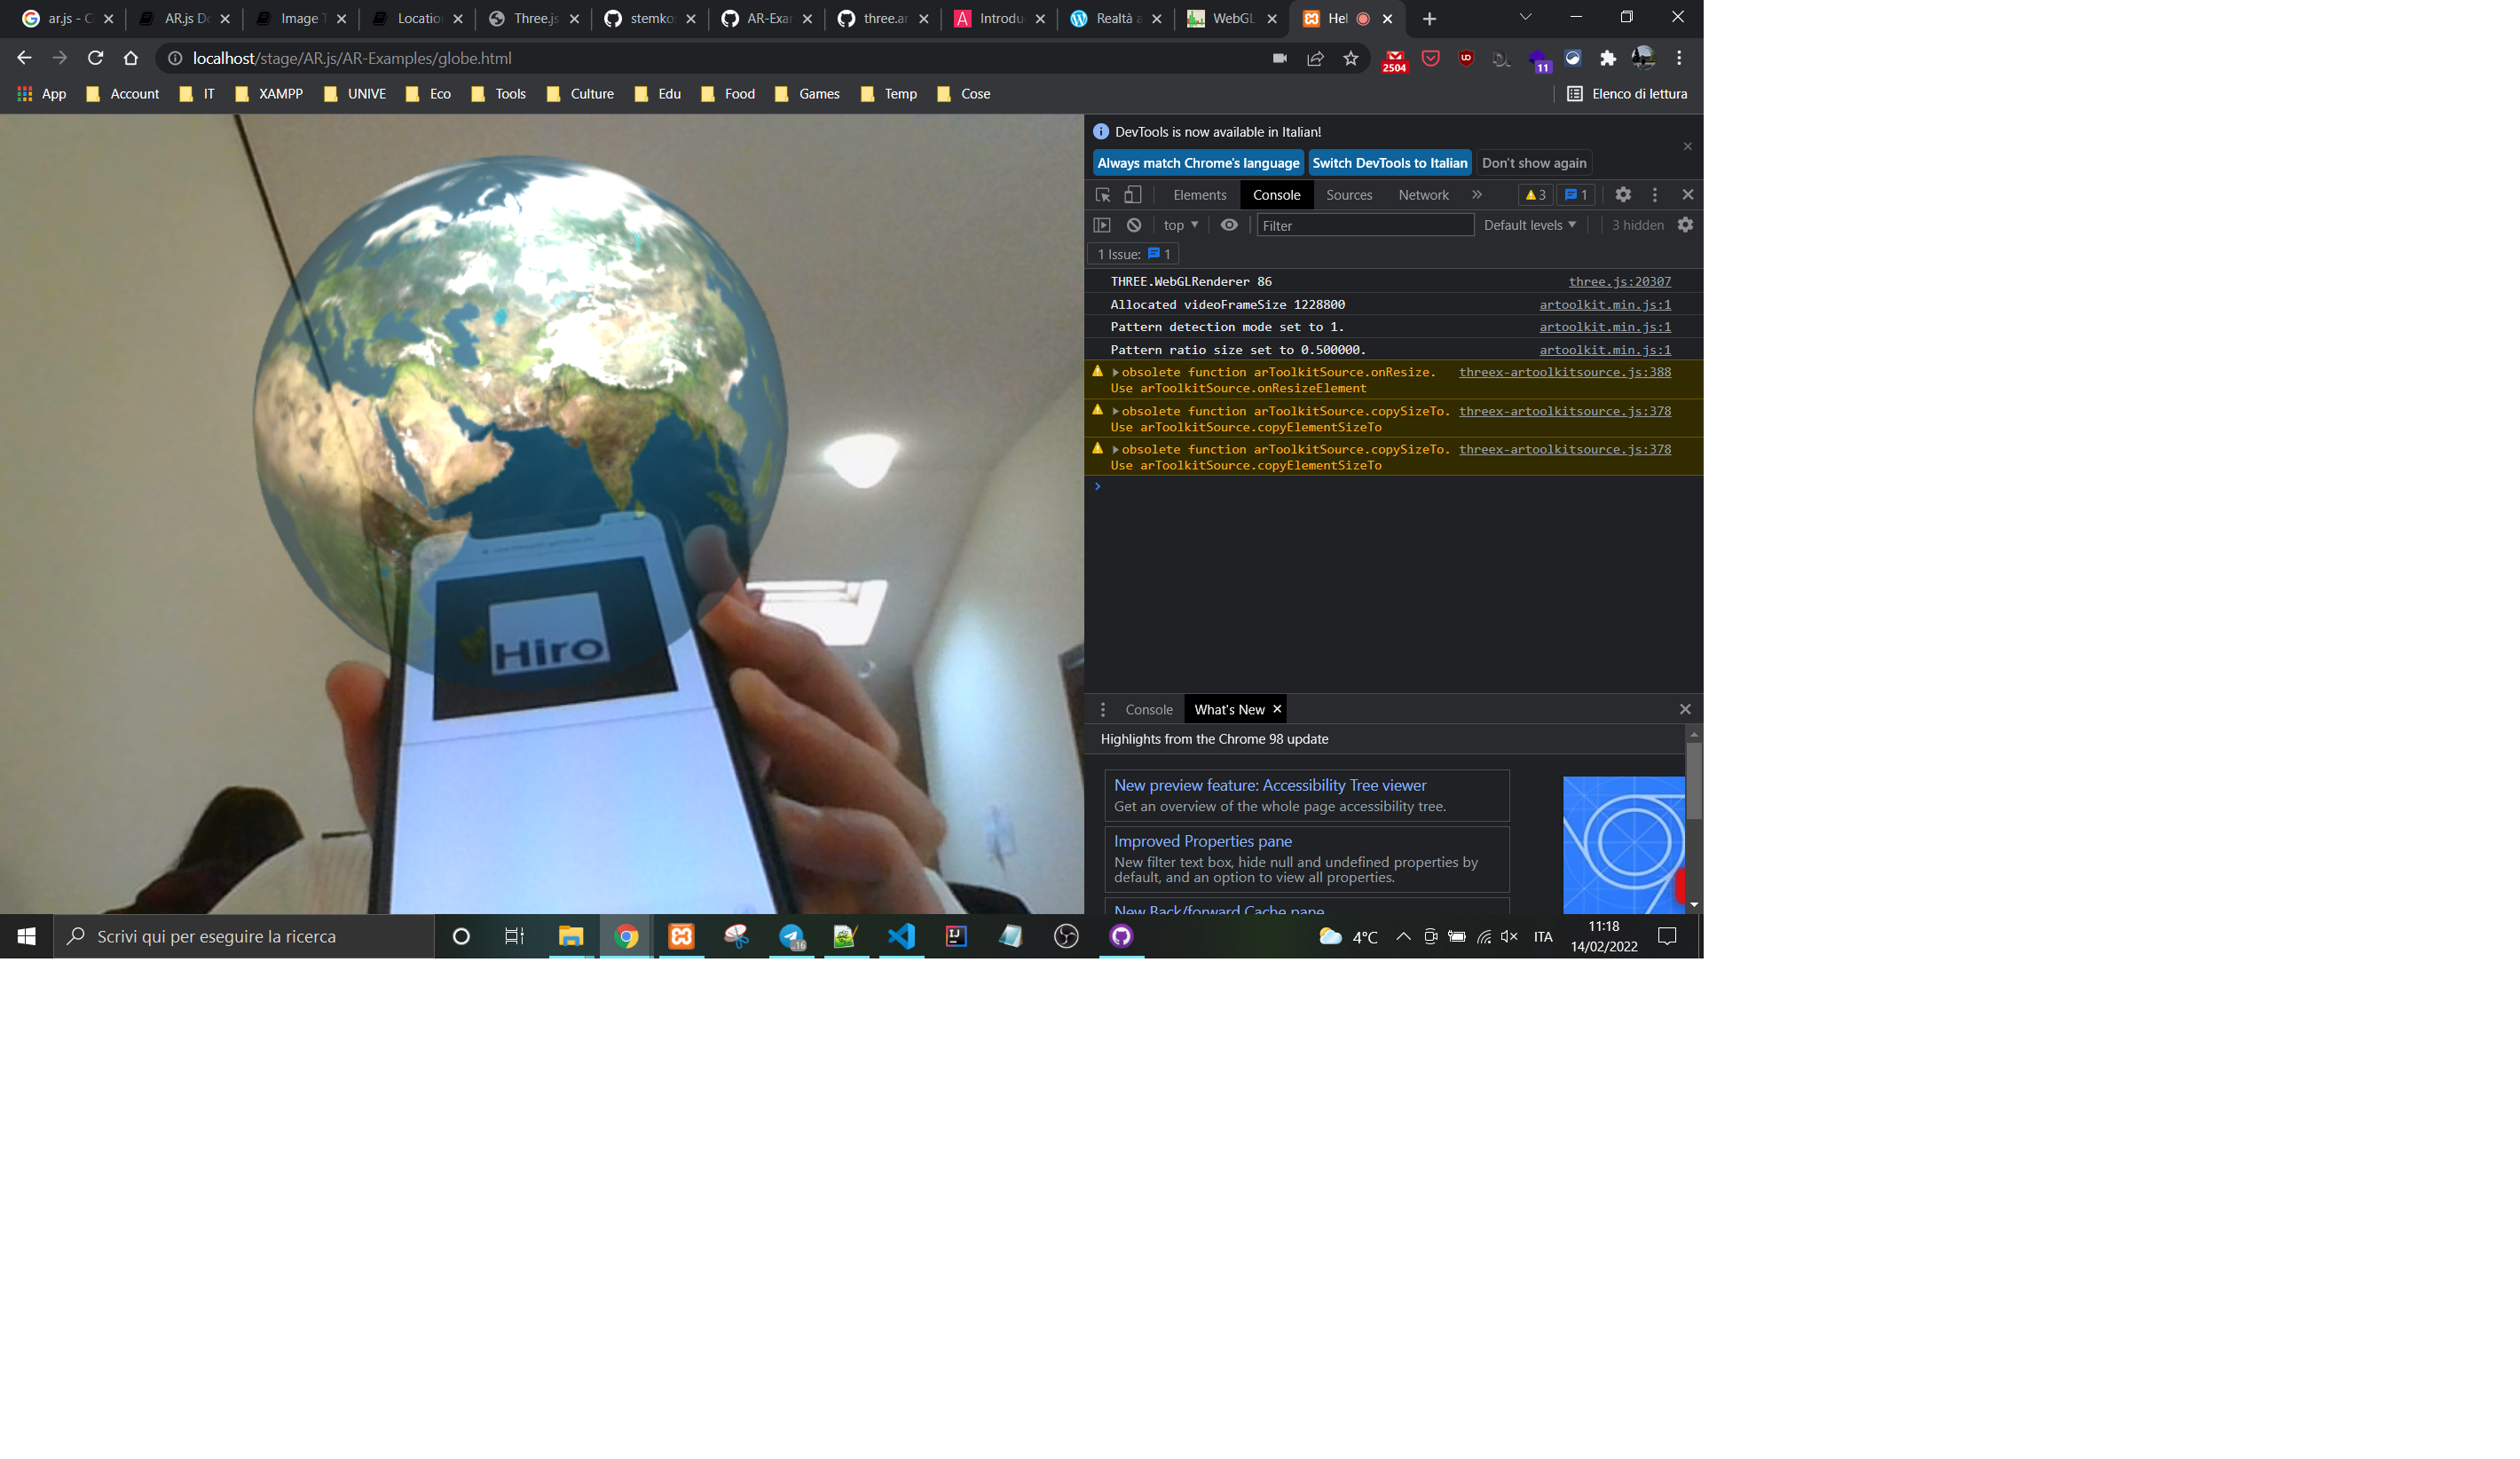 ar.js - C
AR.js Do
Image T
Location
Three.js
stemko
AR-Exar
three.ar
Introdu
Realtà a
WebGL
Hel
localhost/stage/AR.js/AR-Examples/globe.html
2504
11
App Account IT XAMPP UNIVE Eco Tools Culture Edu Food Games Temp Cose Elenco di lettura
DevTools is now available in Italian!
Always match Chrome's language Switch DevTools to Italian Don't show again
Elements Console Sources Network 3 1
top Filter Default levels 3 hidden
1 Issue: 1
THREE.WebGLRenderer 86 three.js:20307
Allocated videoFrameSize 1228800 artoolkit.min.js:1
Pattern detection mode set to 1. artoolkit.min.js:1
Pattern ratio size set to 0.500000. artoolkit.min.js:1
obsolete function arToolkitSource.onResize. threex-artoolkitsource.js:388
Use arToolkitSource.onResizeElement
obsolete function arToolkitSource.copySizeTo. threex-artoolkitsource.js:378
Use arToolkitSource.copyElementSizeTo
obsolete function arToolkitSource.copySizeTo. threex-artoolkitsource.js:378
Use arToolkitSource.copyElementSizeTo
Hiro
Console What's New
Highlights from the Chrome 98 update
New preview feature: Accessibility Tree viewer
Get an overview of the whole page accessibility tree.
Improved Properties pane
New filter text box, hide null and undefined properties by
default, and an option to view all properties.
New Back/forward Cache pane
Scrivi qui per eseguire la ricerca
16
4°C
ITA
11:18
14/02/2022